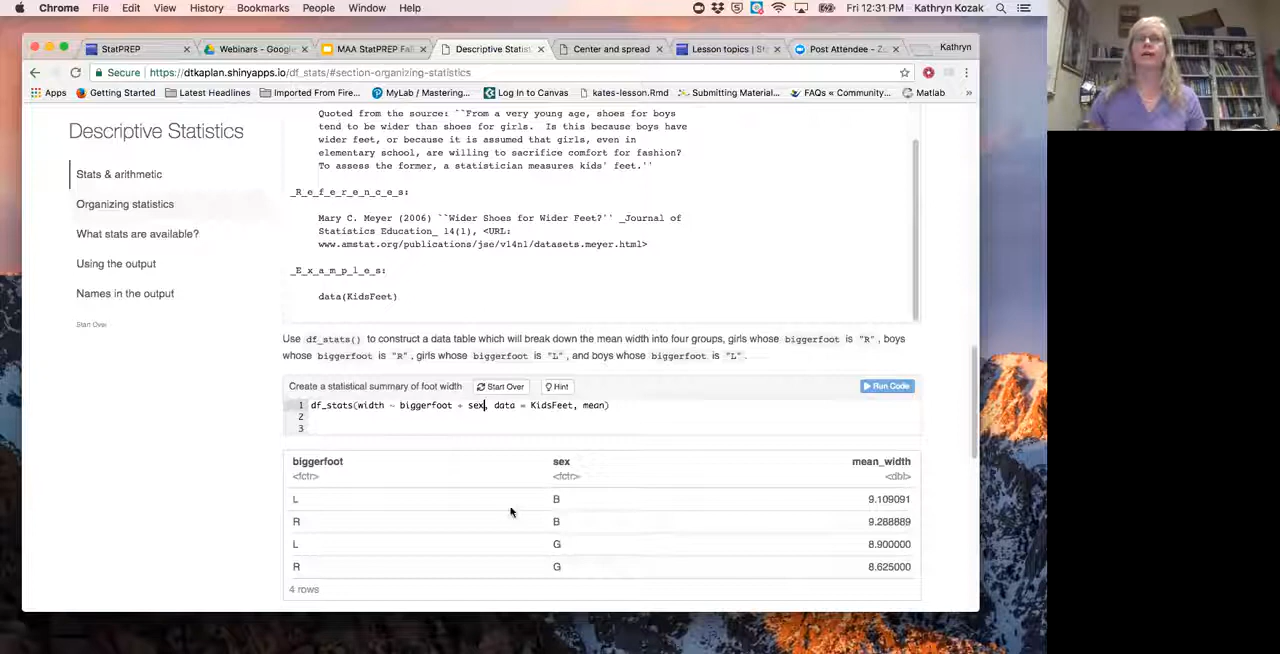 Chrome File Edit View History Bookmarks People Window Help Fri 12:31 PM Kathryn Kozak
StatPREP Webinars - Google MAA StatPREP Fal Descriptive Statis Center and spread Lesson topics | St Post Attendee - Zo Kathryn
Secure https://dtkaplan.shinyapps.io/df_stats/#section-organizing-statistics
Apps Getting Started Latest Headlines Imported From Fire... MyLab / Mastering... Log In to Canvas kates-lesson.Rmd Submitting Material... FAQs « Community... Matlab »
Descriptive Statistics
Stats & arithmetic
Organizing statistics
What stats are available?
Using the output
Names in the output
Start Over
Quoted from the source: ``From a very young age, shoes for boys
tend to be wider than shoes for girls. Is this because boys have
wider feet, or because it is assumed that girls, even in
elementary school, are willing to sacrifice comfort for fashion?
To assess the former, a statistician measures kids' feet.''
_R_e_f_e_r_e_n_c_e_s:
Mary C. Meyer (2006) ``Wider Shoes for Wider Feet?'' _Journal of
Statistics Education_ 14(1), <URL:
www.amstat.org/publications/jse/v14n1/datasets.meyer.html>
_E_x_a_m_p_l_e_s:
data(KidsFeet)
Use df_stats() to construct a data table which will break down the mean width into four groups, girls whose biggerfoot is "R", boys
whose biggerfoot is "R", girls whose biggerfoot is "L", and boys whose biggerfoot is "L".
Create a statistical summary of foot width Start Over Hint Run Code
1 df_stats(width ~ biggerfoot + sex, data = KidsFeet, mean)
2
3
biggerfoot sex mean_width
<fctr> <fctr> <dbl>
L B 9.109091
R B 9.288889
L G 8.900000
R G 8.625000
4 rows